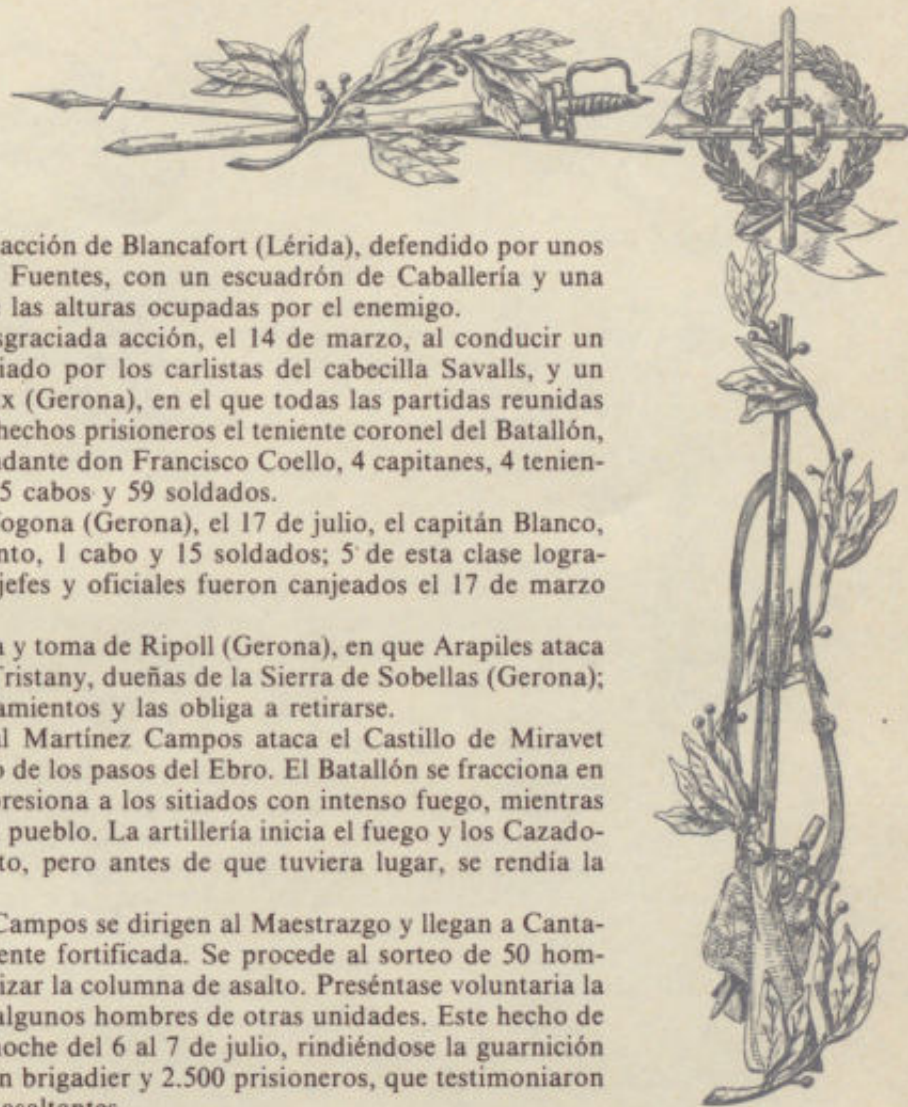 acción de Blancafort (Lérida), defendido por unos
Fuentes, con un escuadrón de Caballería y una
las alturas ocupadas por el enemigo.
sgraciada acción, el 14 de marzo, al conducir un
iado por los carlistas del cabecilla Savalls, y un
x (Gerona), en el que todas las partidas reunidas
hechos prisioneros el teniente coronel del Batallón,
ndante don Francisco Coello, 4 capitanes, 4 tenien-
5 cabos y 59 soldados.
ogona (Gerona), el 17 de julio, el capitán Blanco,
nto, 1 cabo y 15 soldados; 5 de esta clase logra-
jefes y oficiales fueron canjeados el 17 de marzo
a y toma de Ripoll (Gerona), en que Arapiles ataca
Tristany, dueñas de la Sierra de Sobellas (Gerona);
amientos y las obliga a retirarse.
al Martínez Campos ataca el Castillo de Miravet
o de los pasos del Ebro. El Batallón se fracciona en
presiona a los sitiados con intenso fuego, mientras
pueblo. La artillería inicia el fuego y los Cazado-
to, pero antes de que tuviera lugar, se rendía la
Campos se dirigen al Maestrazgo y llegan a Canta-
ente fortificada. Se procede al sorteo de 50 hom-
izar la columna de asalto. Preséntase voluntaria la
algunos hombres de otras unidades. Este hecho de
noche del 6 al 7 de julio, rindiéndose la guarnición
n brigadier y 2.500 prisioneros, que testimoniaron
asaltantes.